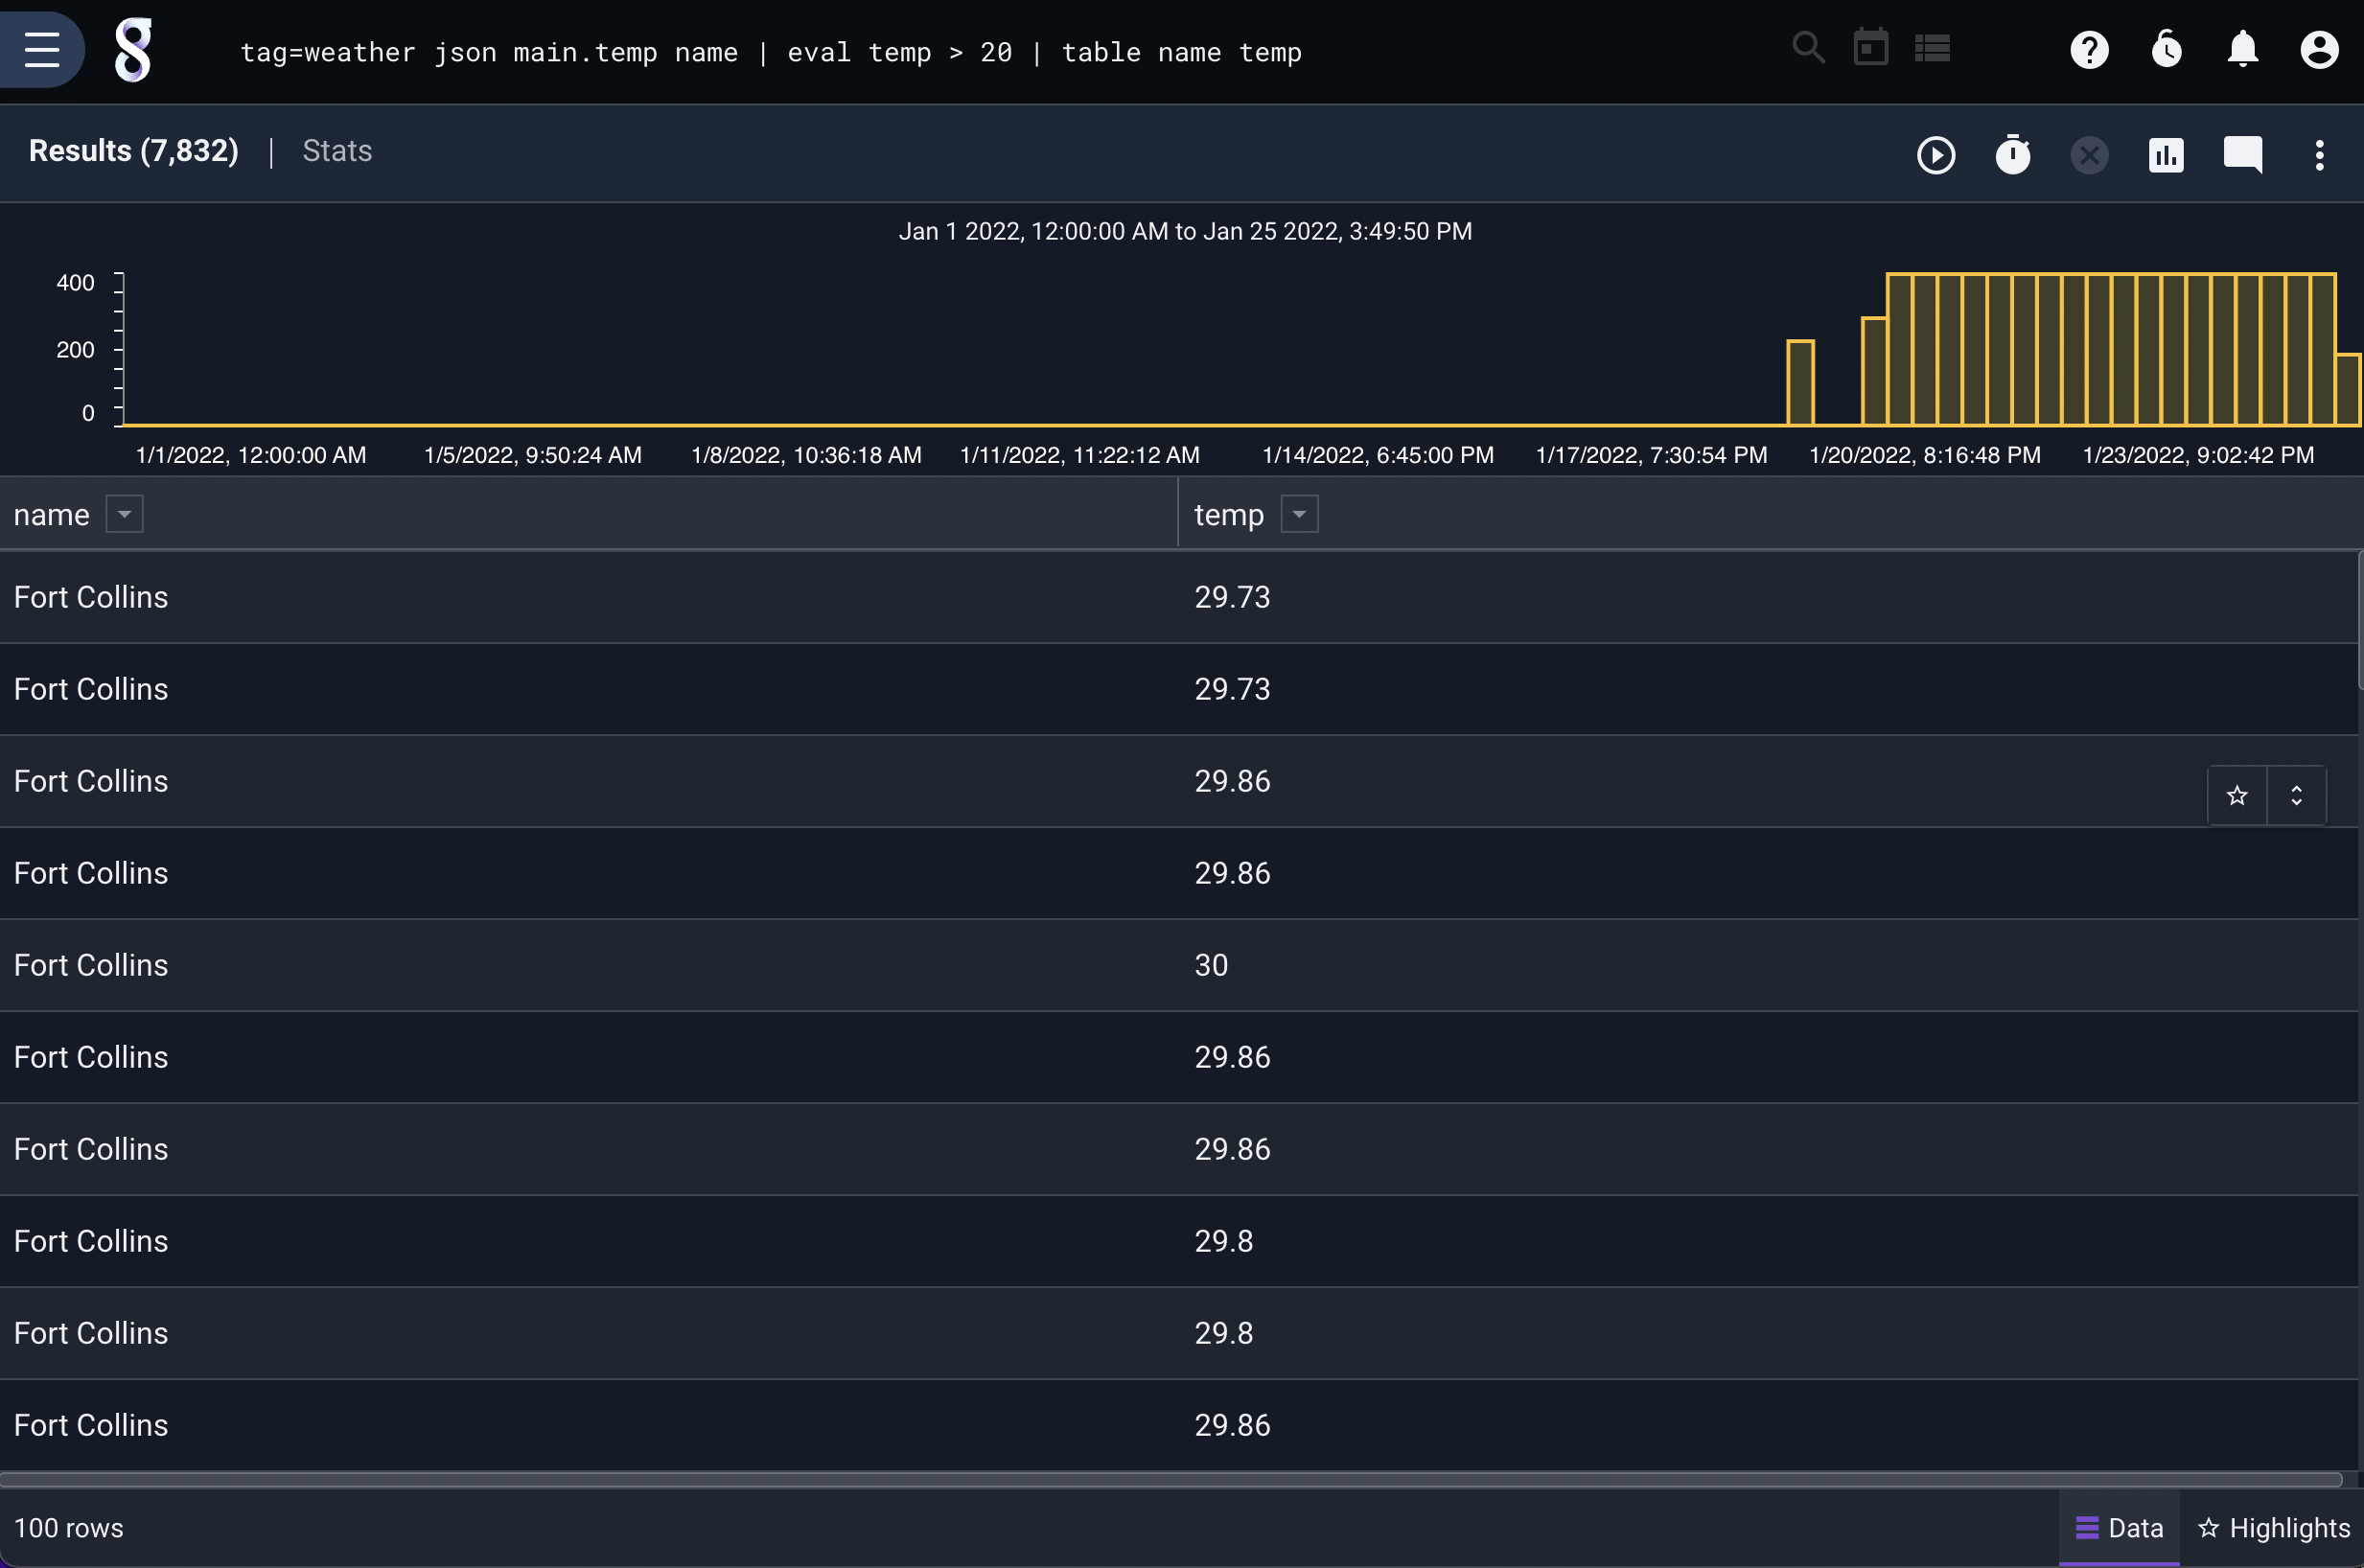 tag=weather json main.temp name | eval temp > 20 | table name temp
Results (7,832) | Stats
Jan 1 2022, 12:00:00 AM to Jan 25 2022, 3:49:50 PM
400
200
0
1/1/2022, 12:00:00 AM 1/5/2022, 9:50:24 AM 1/8/2022, 10:36:18 AM 1/11/2022, 11:22:12 AM 1/14/2022, 6:45:00 PM 1/17/2022, 7:30:54 PM 1/20/2022, 8:16:48 PM 1/23/2022, 9:02:42 PM
name temp
Fort Collins 29.73
Fort Collins 29.73
Fort Collins 29.86
Fort Collins 29.86
Fort Collins 30
Fort Collins 29.86
Fort Collins 29.86
Fort Collins 29.8
Fort Collins 29.8
Fort Collins 29.86
100 rows Data Highlights